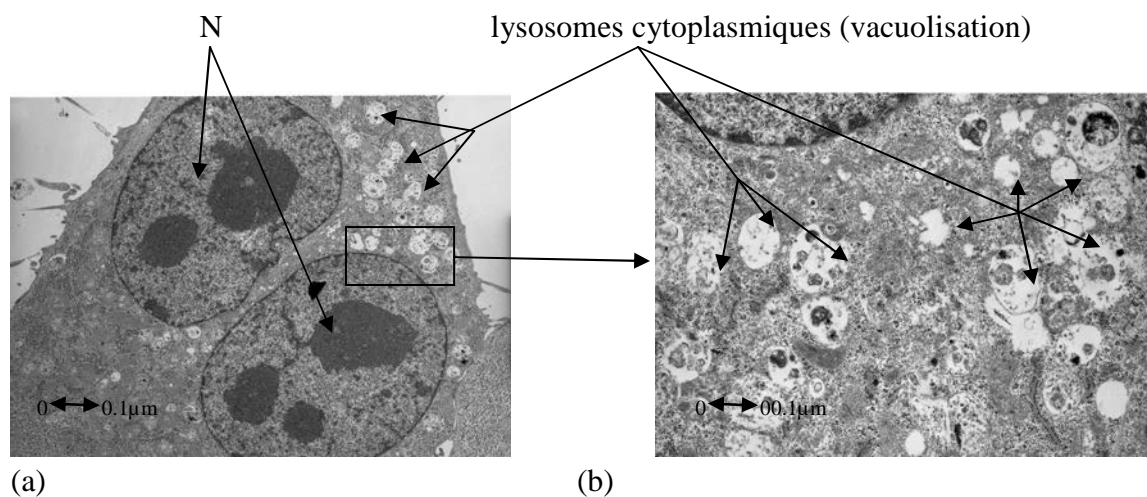 N
lysosomes cytoplasmiques (vacuolisation)
0 0.1µm
0 00.1µm
(a)
(b)